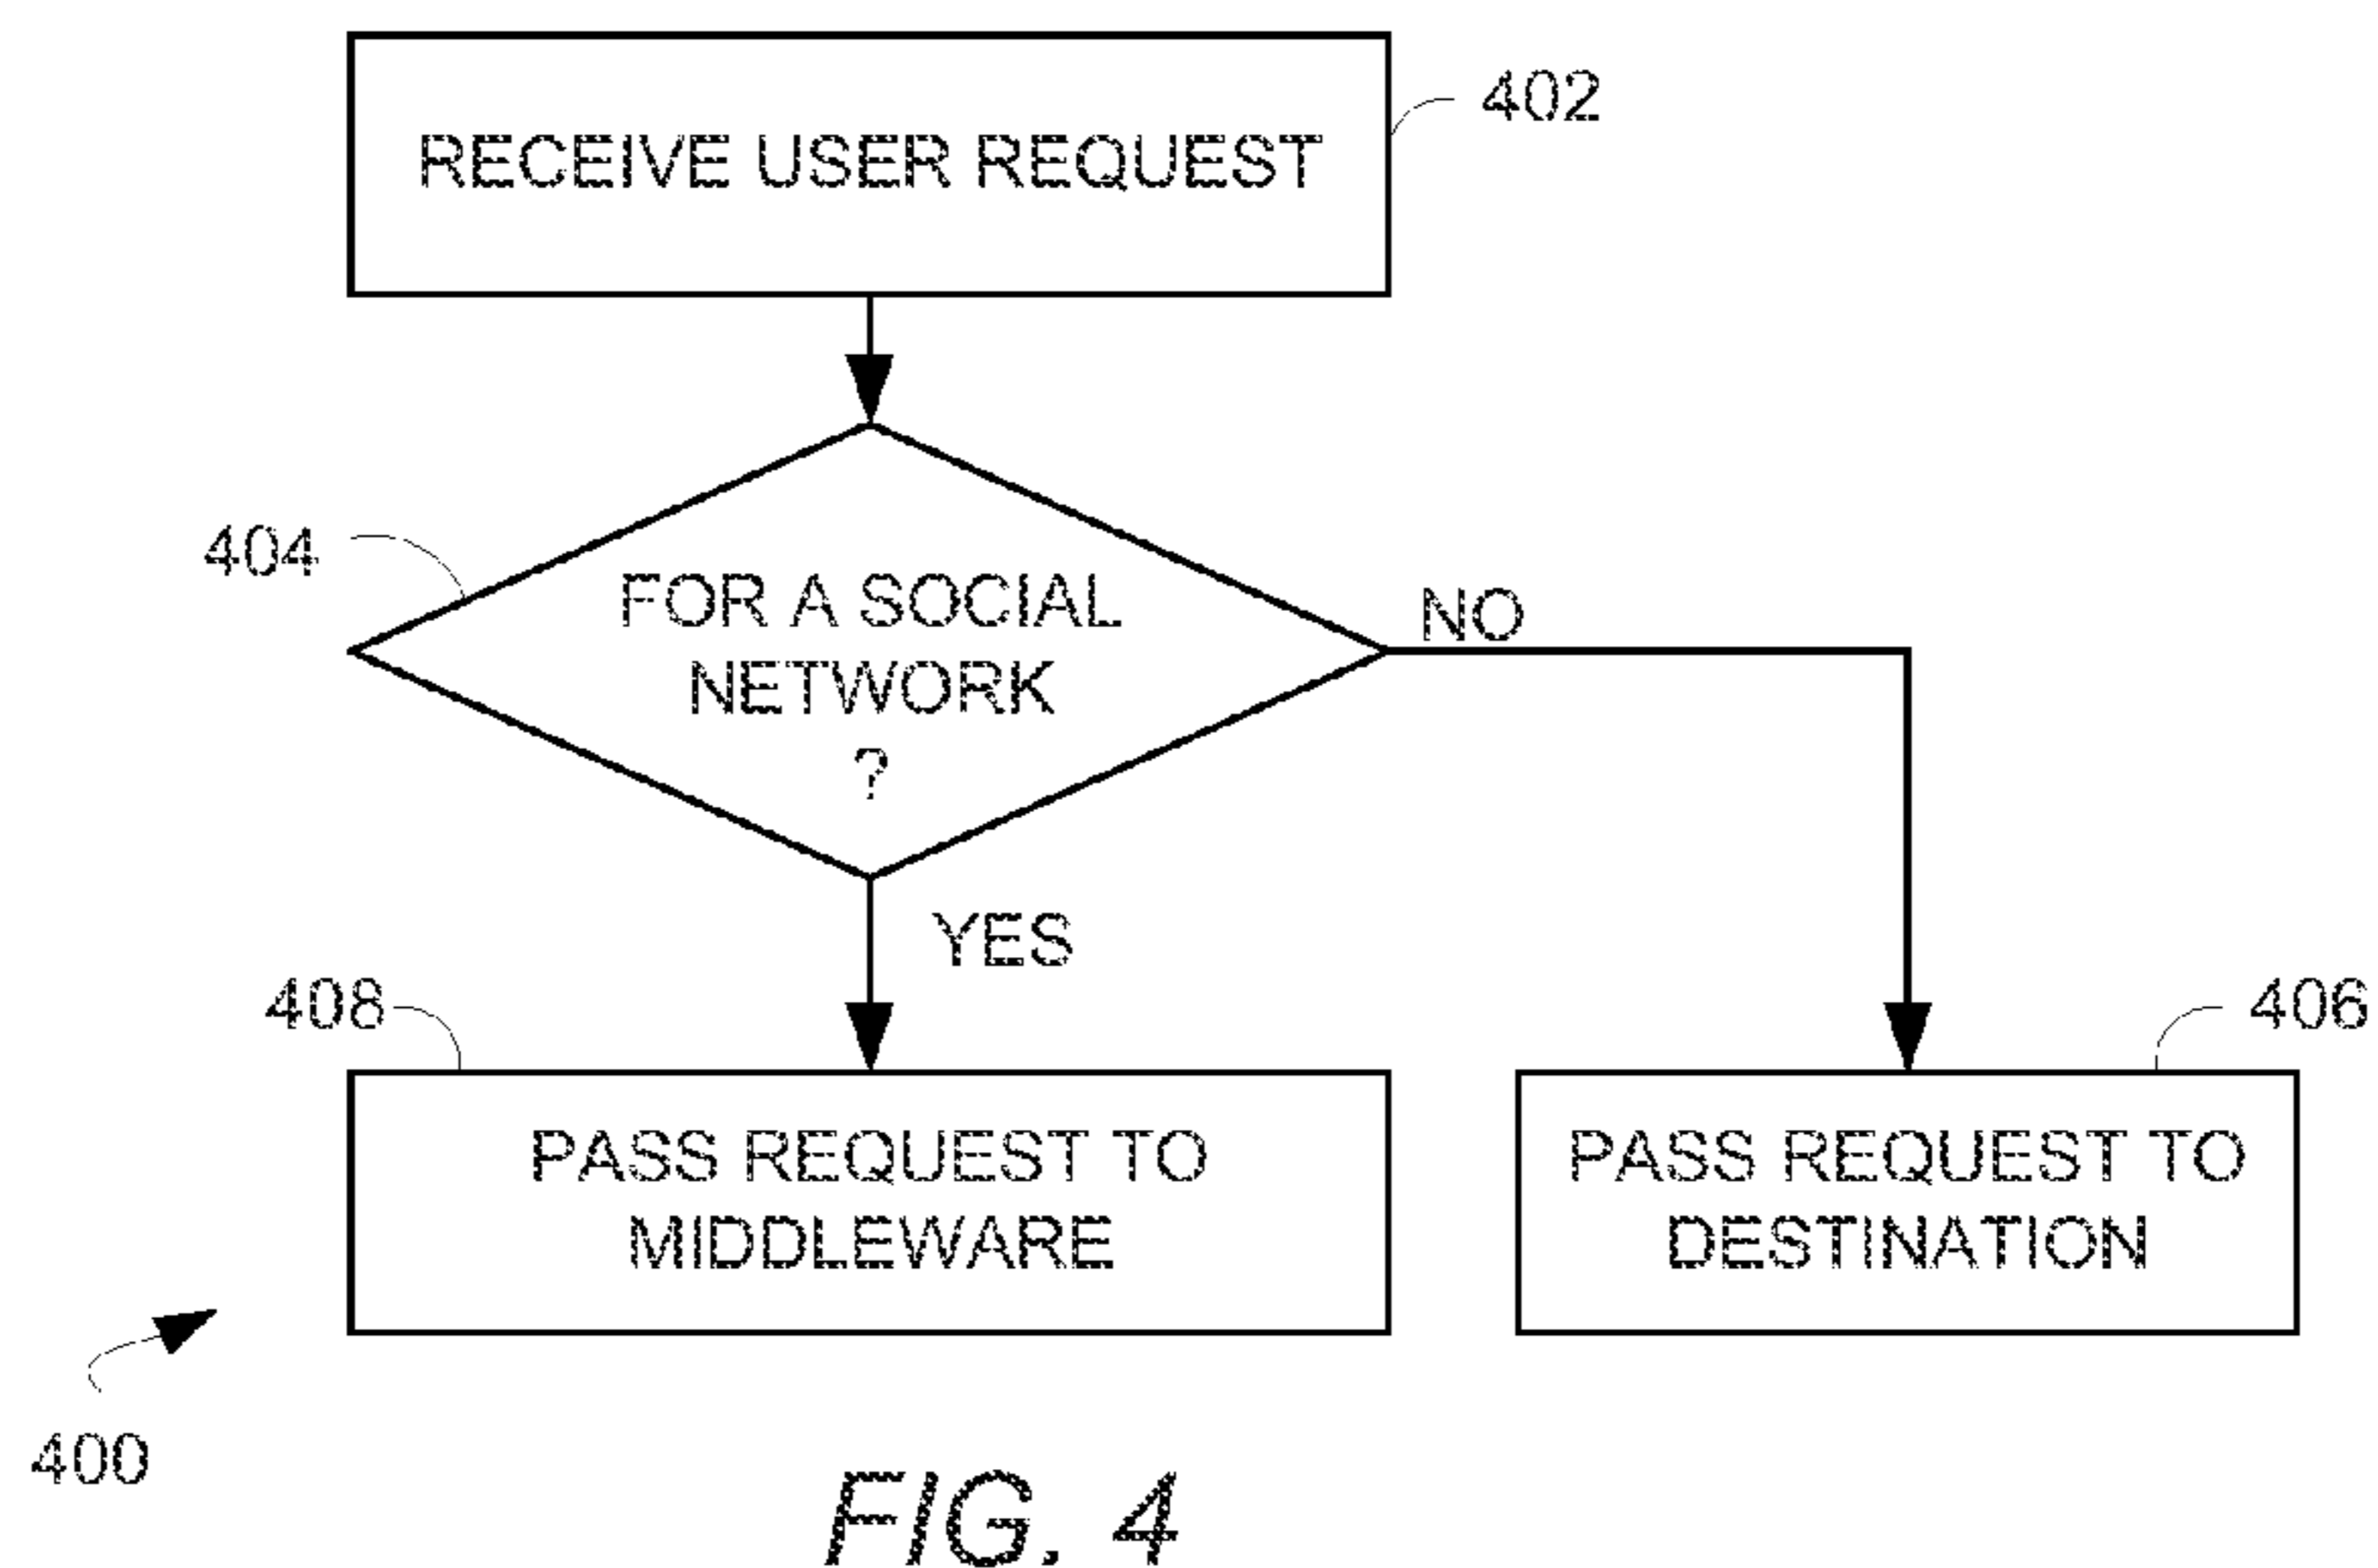 RECEIVE USER REQUEST
402
404
FOR A SOCIAL
NETWORK
?
NO
YES
408
406
PASS REQUEST TO
MIDDLEWARE
PASS REQUEST TO
DESTINATION
400
FIG. 4